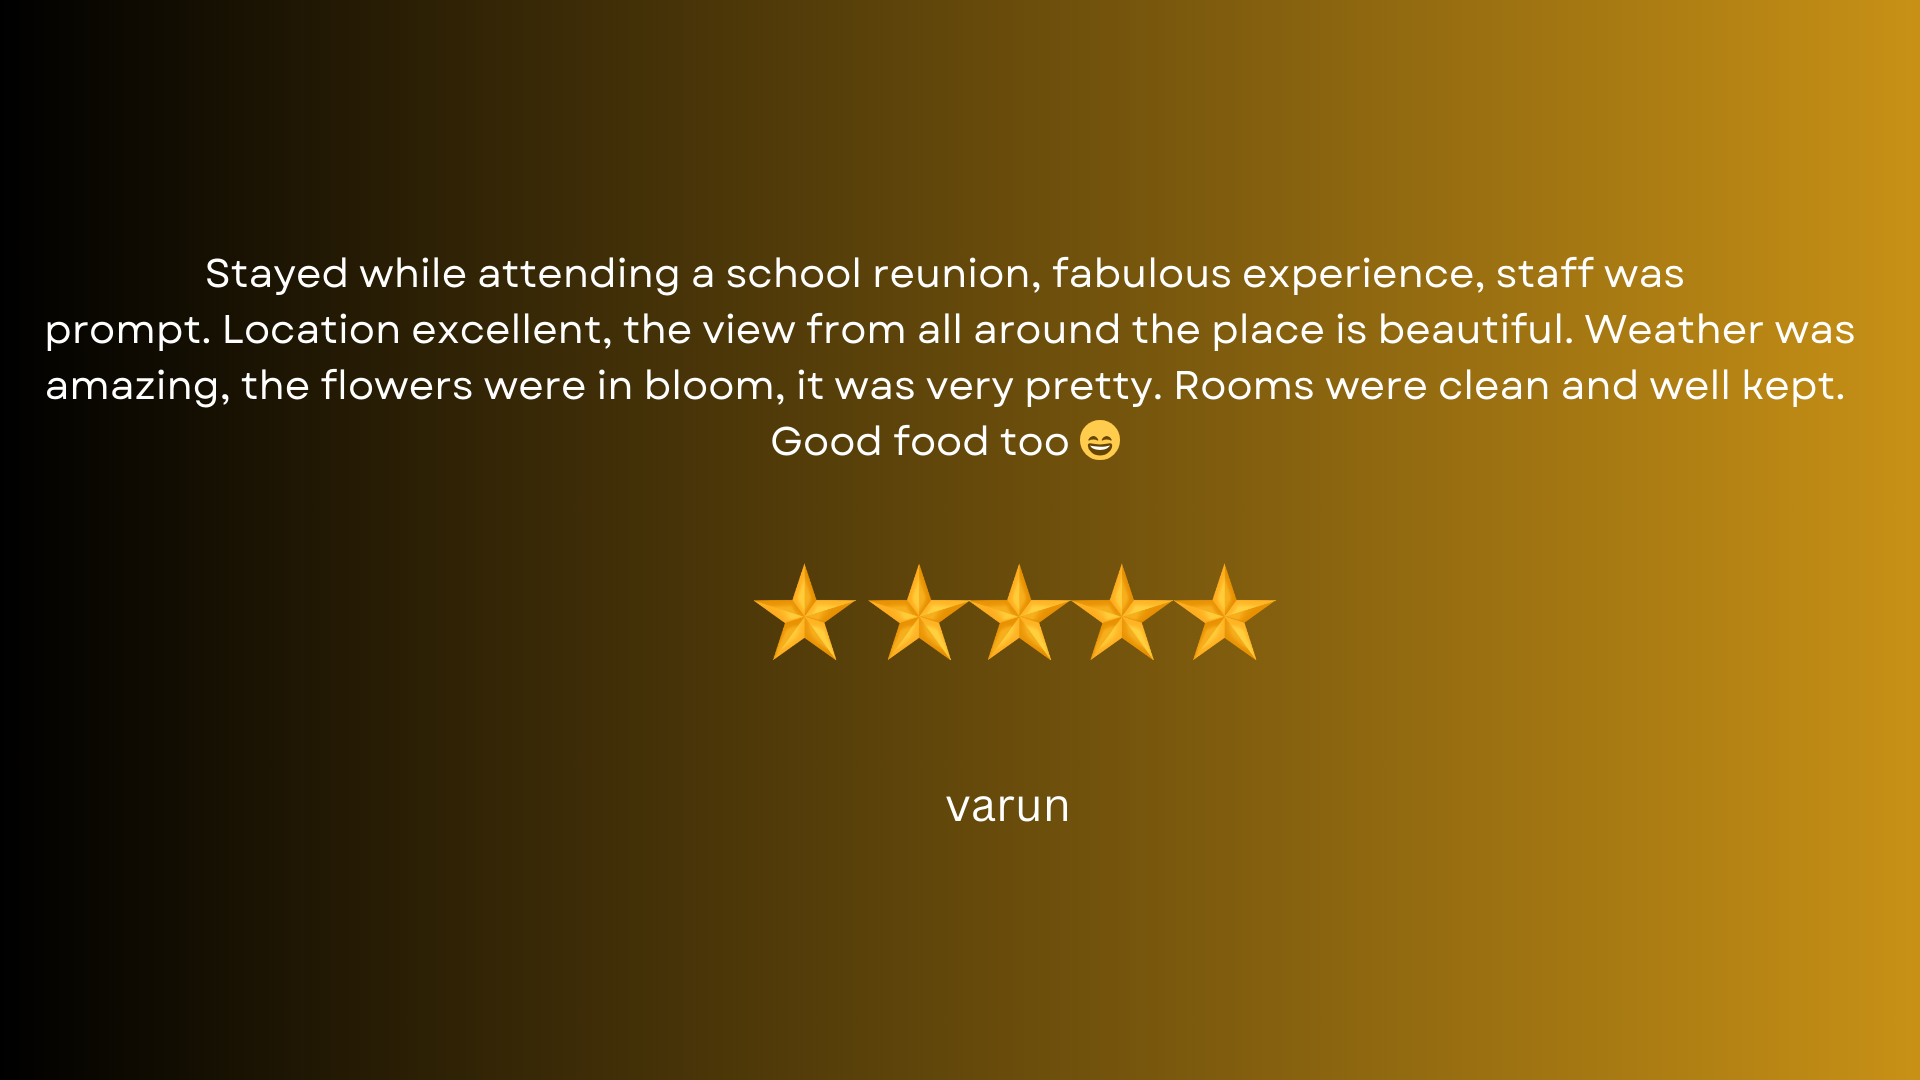 Stayed while attending a school reunion, fabulous experience, staff was
prompt. Location excellent, the view from all around the place is beautiful. Weather was
amazing, the flowers were in bloom, it was very pretty. Rooms were clean and well kept.
Good food too 😄
varun